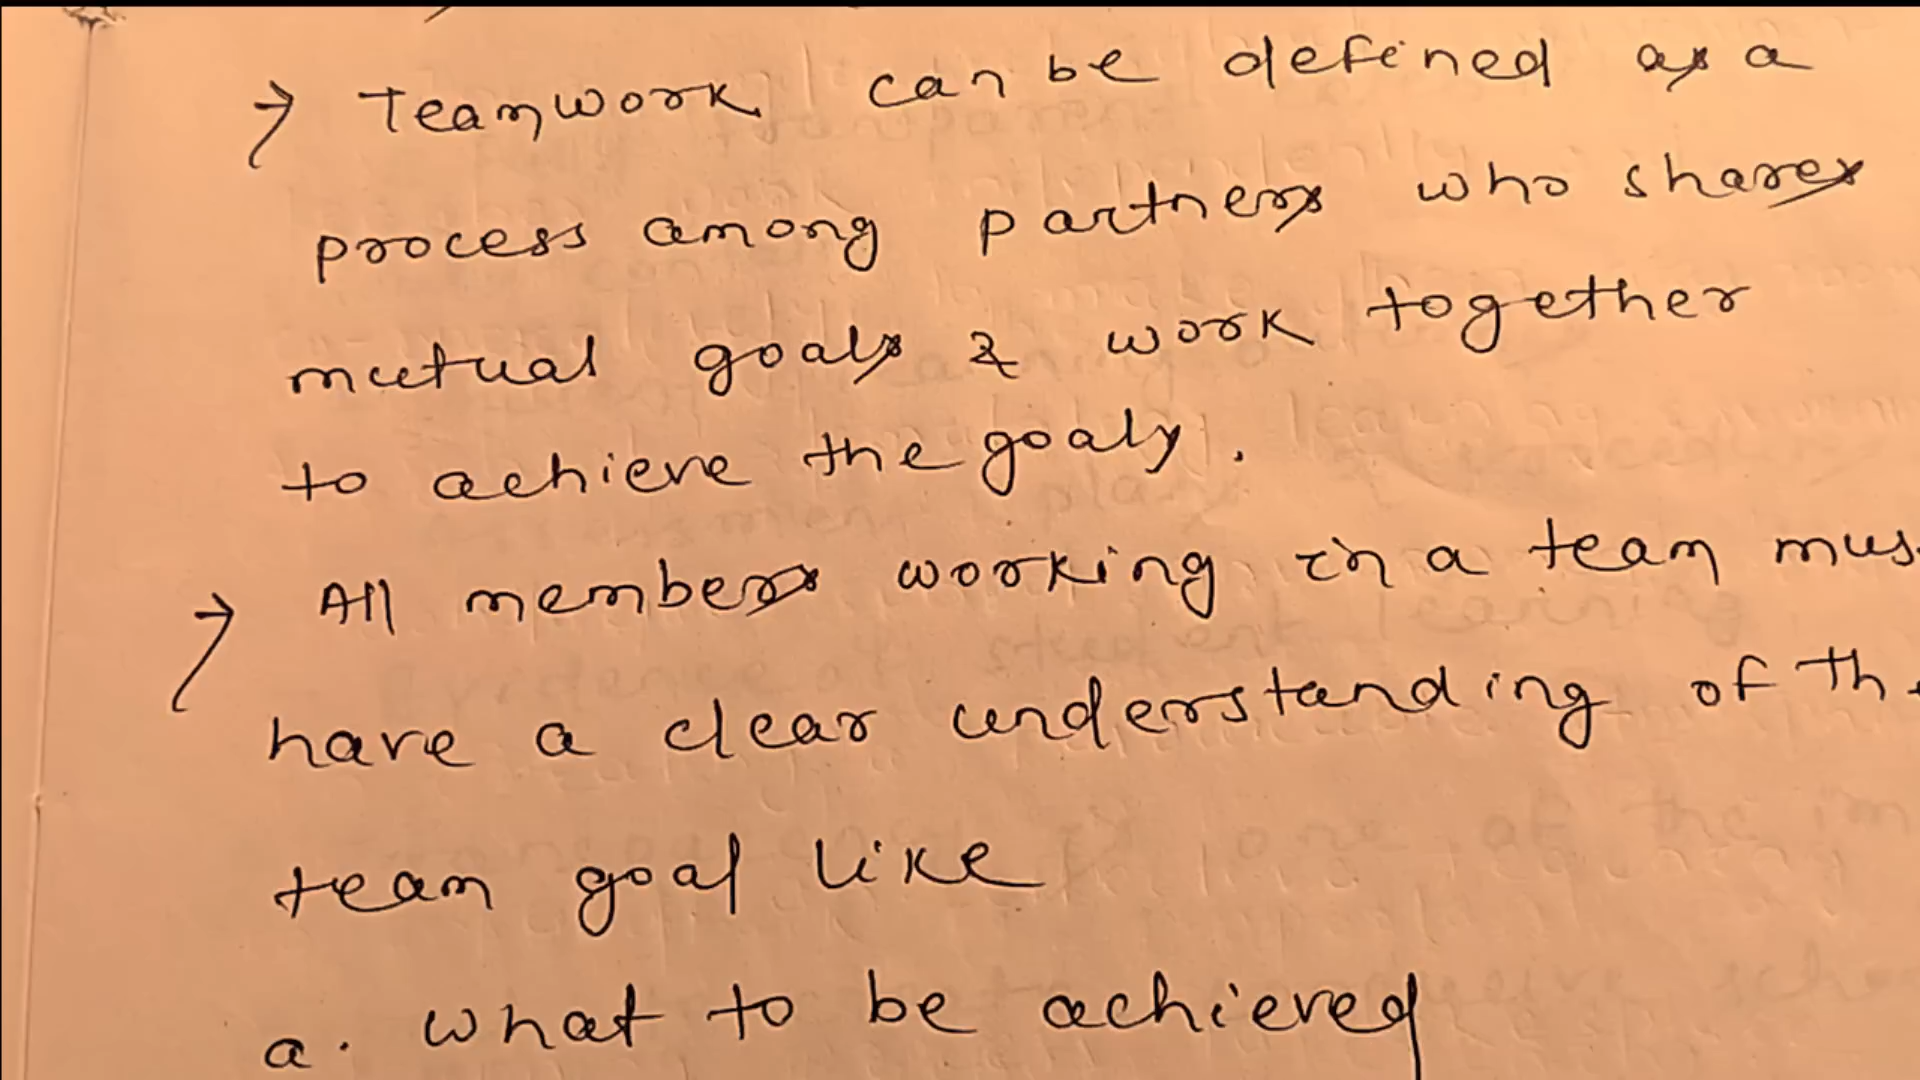 → Teamwork can be defined as a
process among partners who shares
mutual goals & work together
to achieve the goals.
→ All members working in a team mus
have a clear understanding of th
team goal like
a. what to be achieved